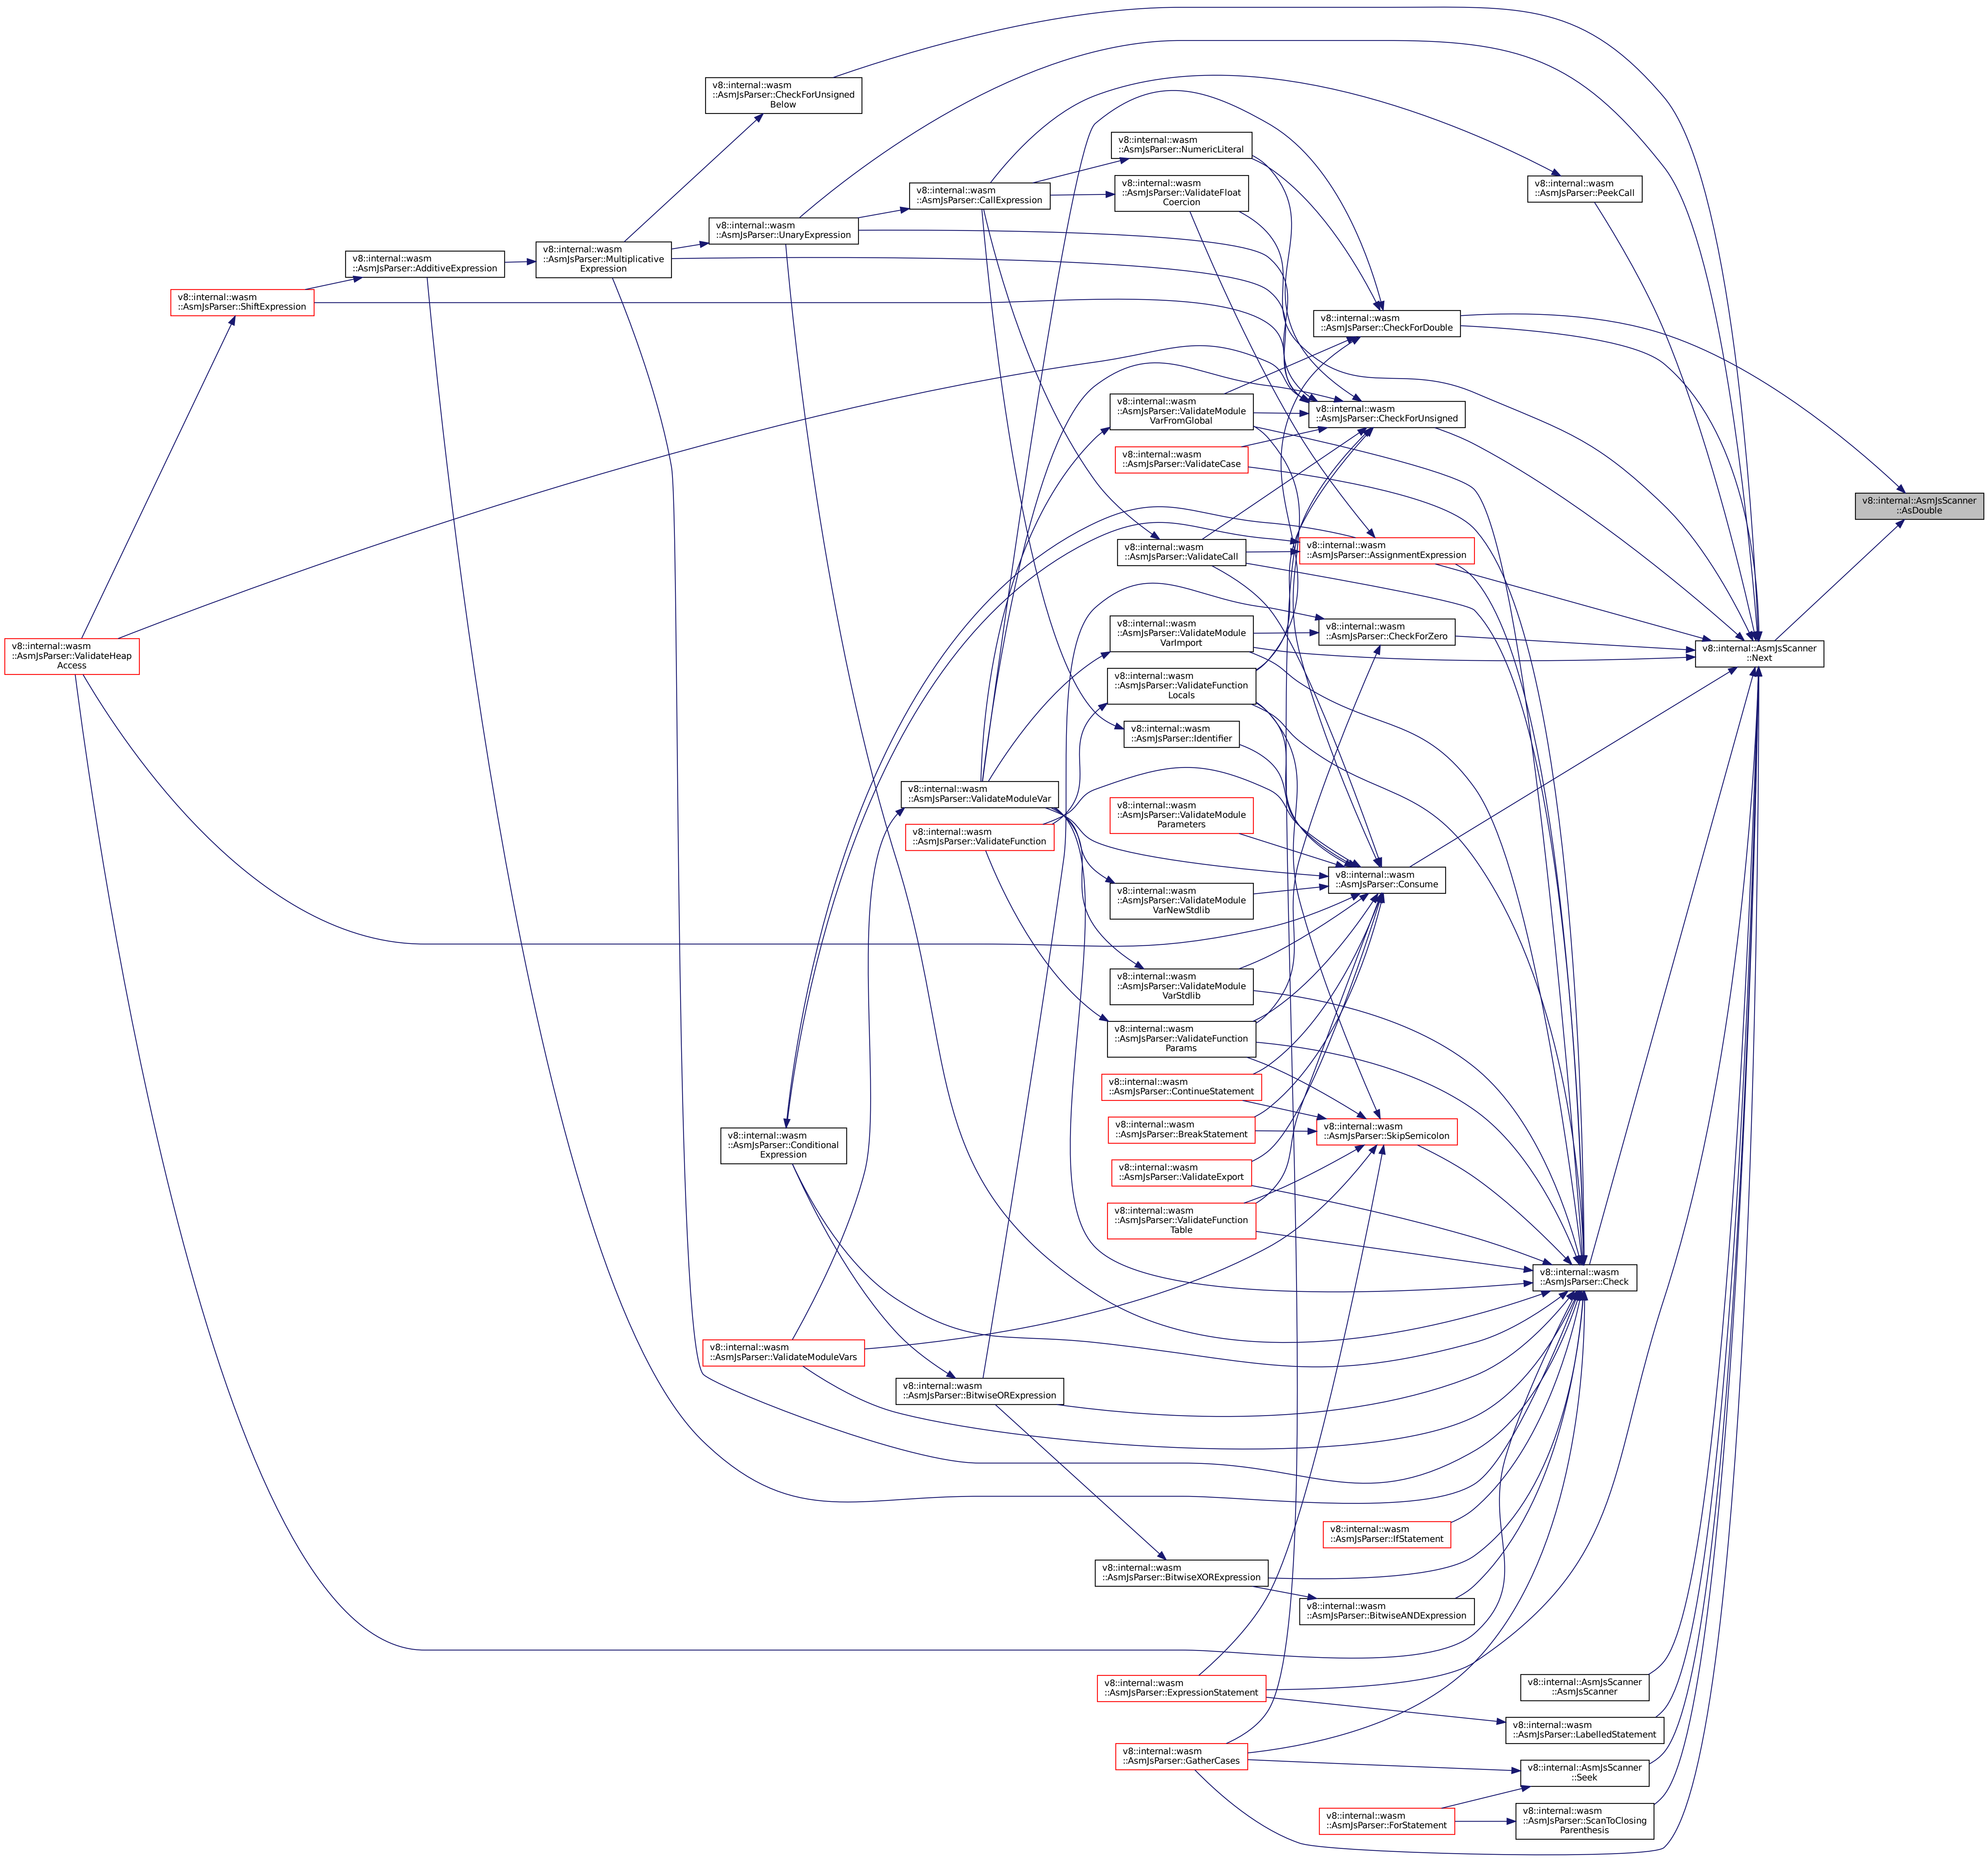 v8::internal::wasm
::AsmJsParser::CheckForUnsigned
Below
v8::internal::wasm
::AsmJsParser::NumericLiteral
v8::internal::wasm
::AsmJsParser::PeekCall
v8::internal::wasm
::AsmJsParser::ValidateFloat
Coercion
v8::internal::wasm
::AsmJsParser::CallExpression
v8::internal::wasm
::AsmJsParser::UnaryExpression
v8::internal::wasm
::AsmJsParser::Multiplicative
Expression
v8::internal::wasm
::AsmJsParser::AdditiveExpression
v8::internal::wasm
::AsmJsParser::ShiftExpression
v8::internal::wasm
::AsmJsParser::CheckForDouble
v8::internal::wasm
::AsmJsParser::ValidateModule
VarFromGlobal
v8::internal::wasm
::AsmJsParser::CheckForUnsigned
v8::internal::wasm
::AsmJsParser::ValidateCase
v8::internal::AsmJsScanner
::AsDouble
v8::internal::wasm
::AsmJsParser::ValidateCall
v8::internal::wasm
::AsmJsParser::AssignmentExpression
v8::internal::wasm
::AsmJsParser::ValidateModule
VarImport
v8::internal::wasm
::AsmJsParser::CheckForZero
v8::internal::AsmJsScanner
::Next
v8::internal::wasm
::AsmJsParser::ValidateHeap
Access
v8::internal::wasm
::AsmJsParser::ValidateFunction
Locals
v8::internal::wasm
::AsmJsParser::Identifier
v8::internal::wasm
::AsmJsParser::ValidateModuleVar
v8::internal::wasm
::AsmJsParser::ValidateModule
Parameters
v8::internal::wasm
::AsmJsParser::ValidateFunction
v8::internal::wasm
::AsmJsParser::Consume
v8::internal::wasm
::AsmJsParser::ValidateModule
VarNewStdlib
v8::internal::wasm
::AsmJsParser::ValidateModule
VarStdlib
v8::internal::wasm
::AsmJsParser::ValidateFunction
Params
v8::internal::wasm
::AsmJsParser::ContinueStatement
v8::internal::wasm
::AsmJsParser::BreakStatement
v8::internal::wasm
::AsmJsParser::SkipSemicolon
v8::internal::wasm
::AsmJsParser::Conditional
Expression
v8::internal::wasm
::AsmJsParser::ValidateExport
v8::internal::wasm
::AsmJsParser::ValidateFunction
Table
v8::internal::wasm
::AsmJsParser::Check
v8::internal::wasm
::AsmJsParser::ValidateModuleVars
v8::internal::wasm
::AsmJsParser::BitwiseORExpression
v8::internal::wasm
::AsmJsParser::IfStatement
v8::internal::wasm
::AsmJsParser::BitwiseXORExpression
v8::internal::wasm
::AsmJsParser::BitwiseANDExpression
v8::internal::wasm
::AsmJsParser::ExpressionStatement
v8::internal::AsmJsScanner
::AsmJsScanner
v8::internal::wasm
::AsmJsParser::LabelledStatement
v8::internal::wasm
::AsmJsParser::GatherCases
v8::internal::AsmJsScanner
::Seek
v8::internal::wasm
::AsmJsParser::ForStatement
v8::internal::wasm
::AsmJsParser::ScanToClosing
Parenthesis